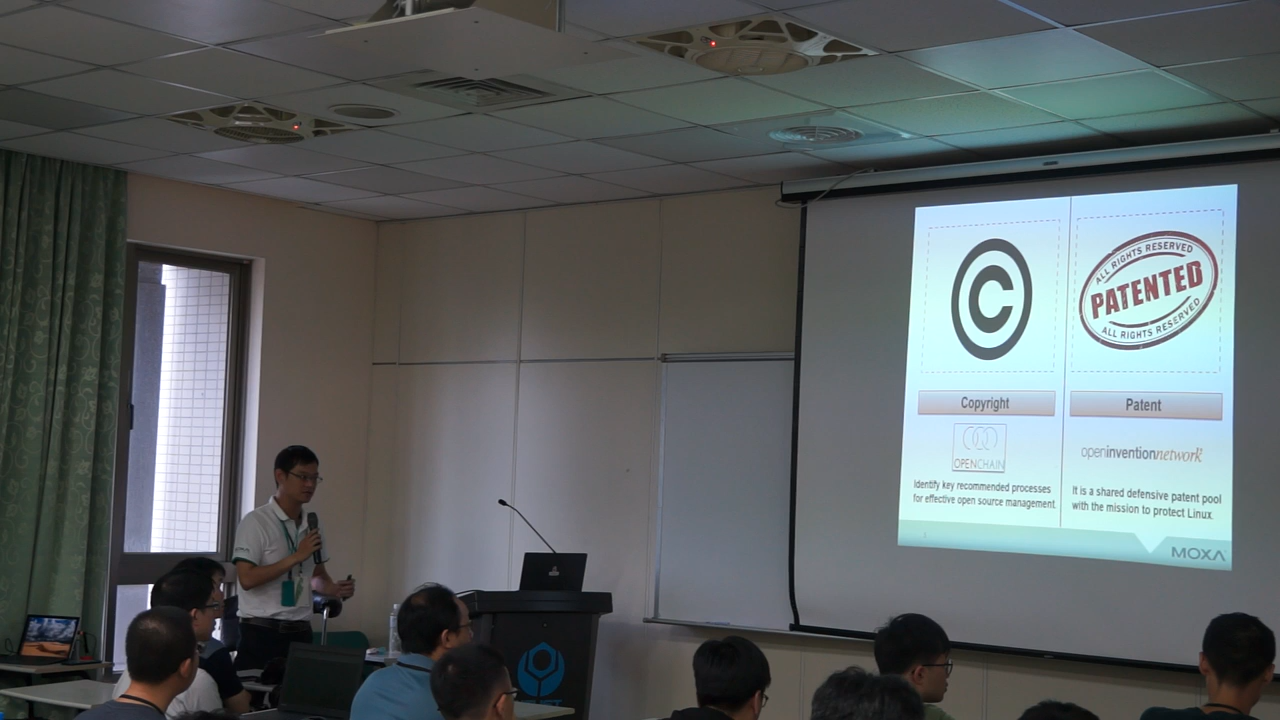 ALL RIGHTS RESERVED
PATENTED
ALL RIGHTS RESERVED
Copyright
Patent
OPENCHAIN
openinventionnetwork
Identify key recommended processes
for effective open source management.
It is a shared defensive patent pool
with the mission to protect Linux.
MOXA